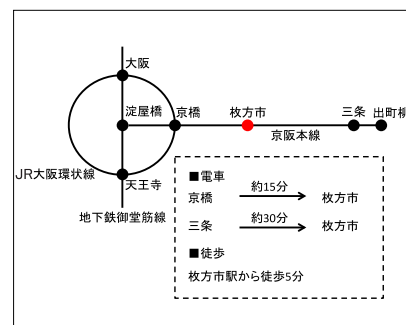 大阪
淀屋橋
京橋
枚方市
三条
出町柳
京阪本線
JR大阪環状線
天王寺
地下鉄御堂筋線
■電車
京橋 約15分 枚方市
三条 約30分 枚方市
■徒歩
枚方市駅から徒歩5分